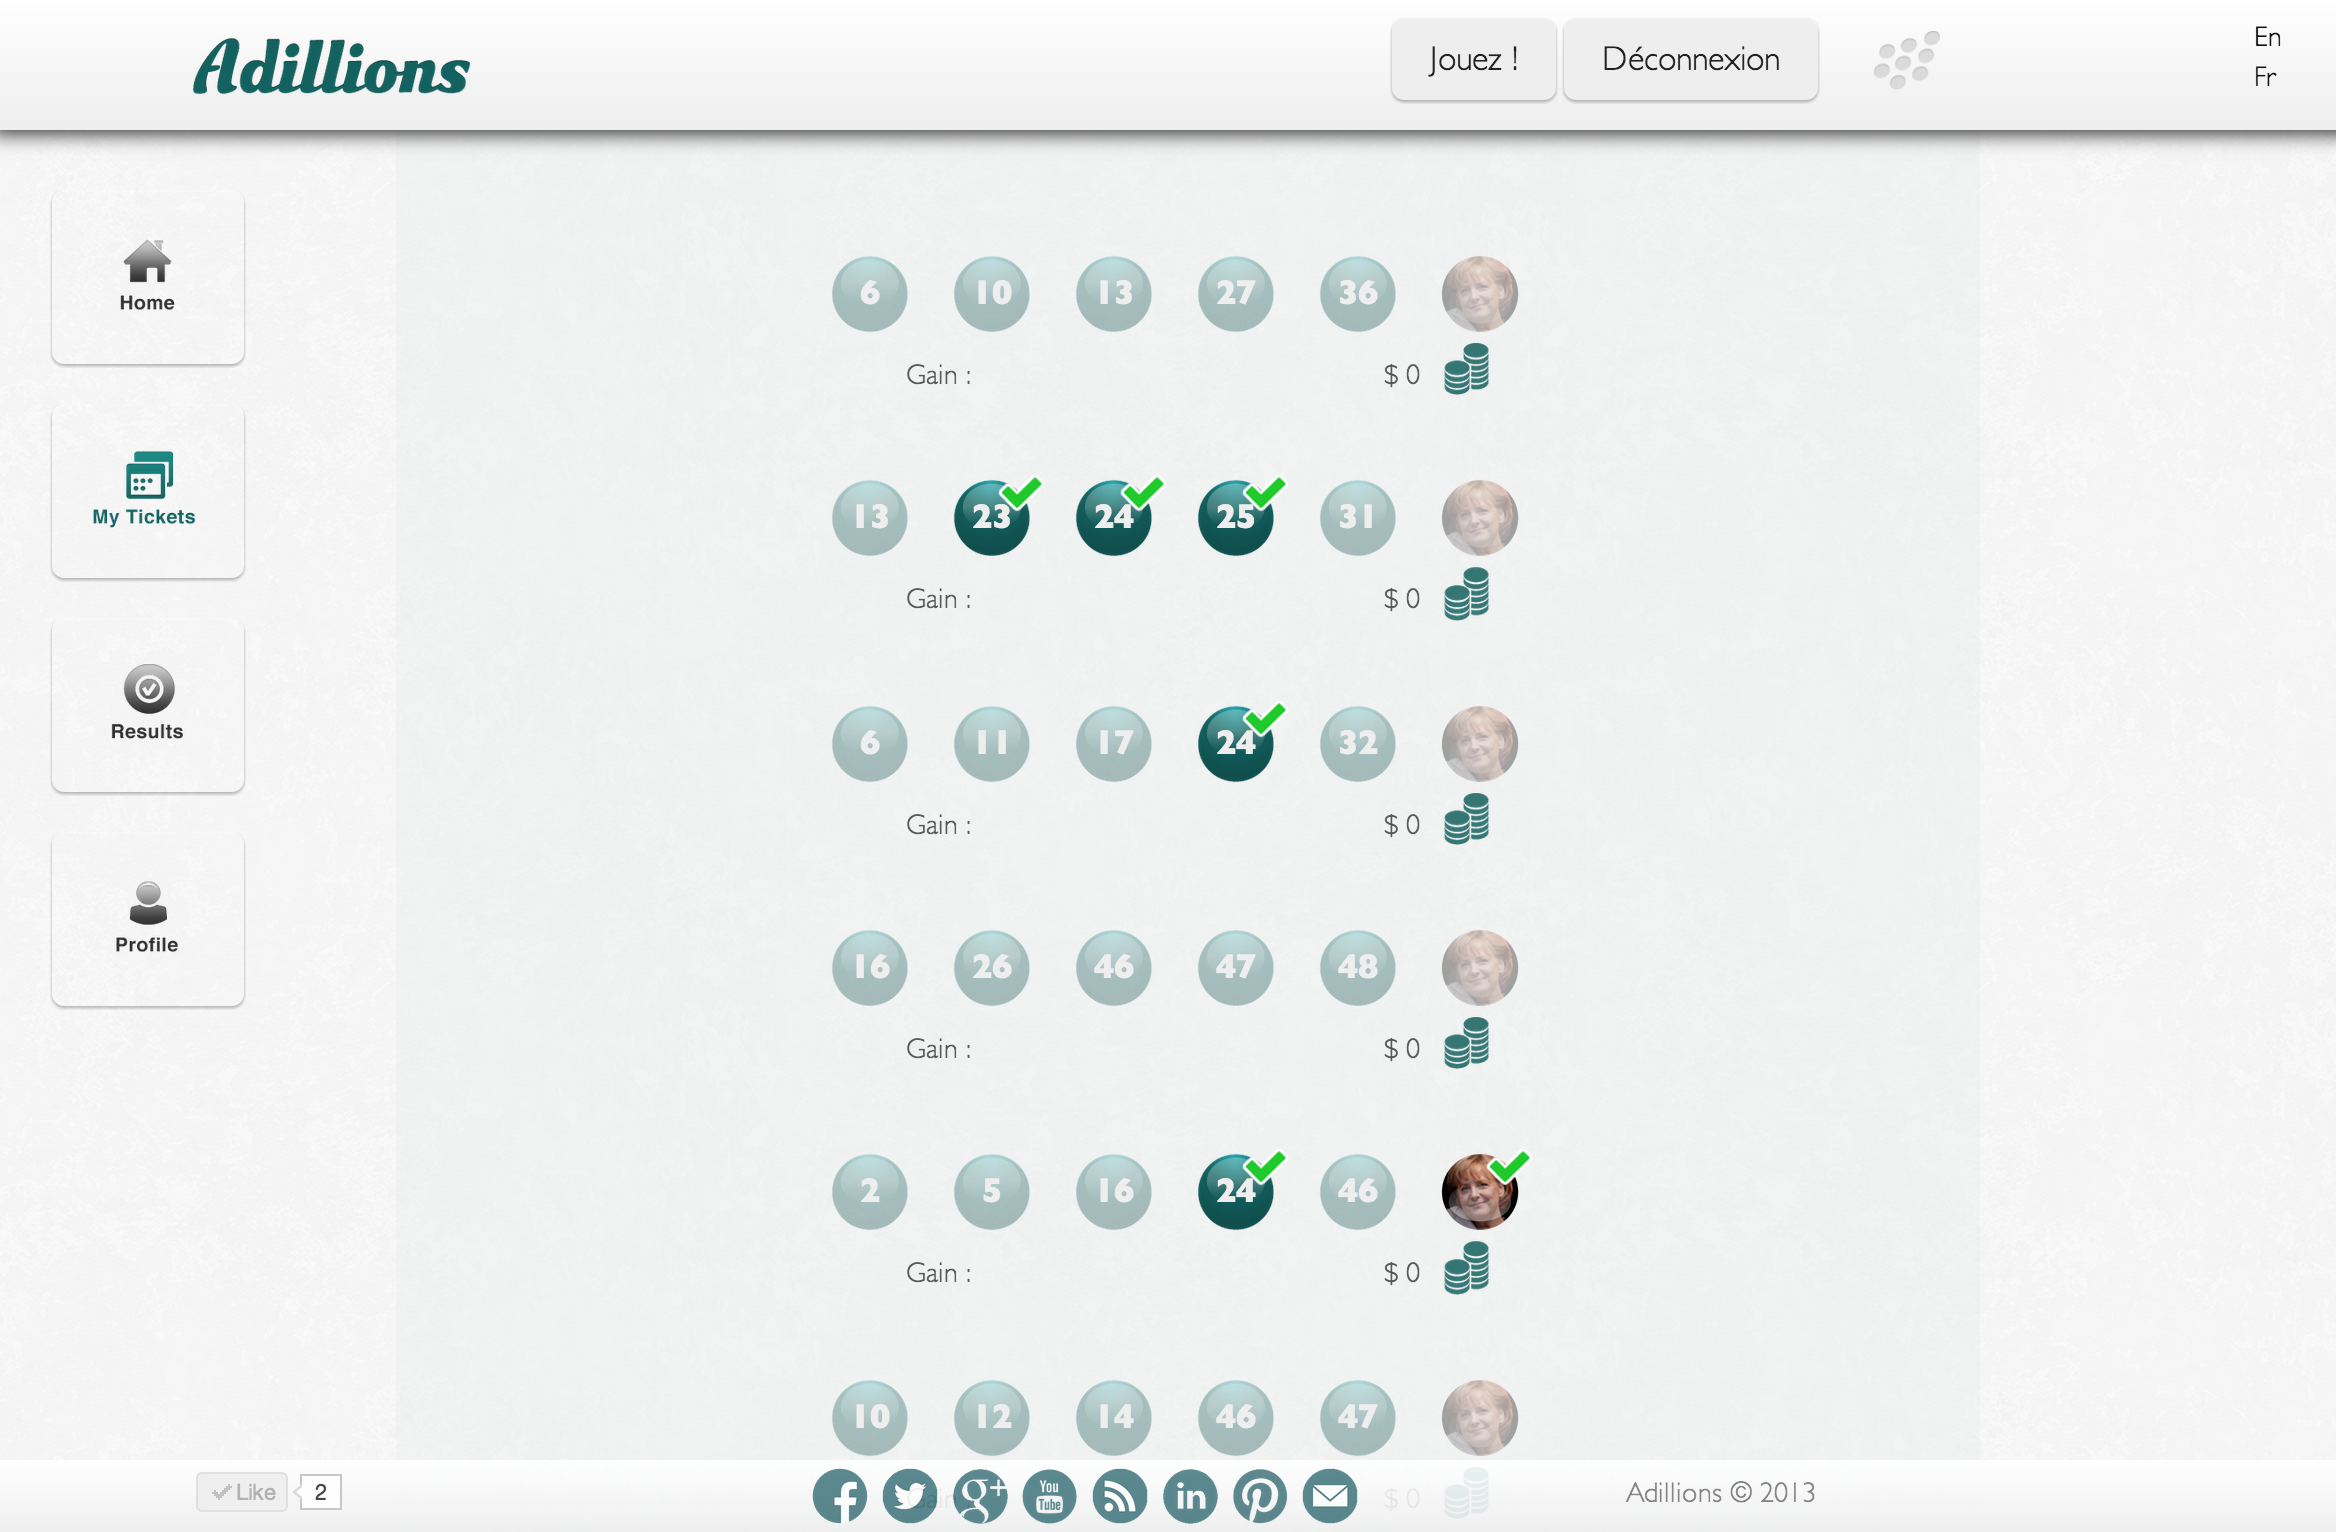 Adillions
Jouez !
Déconnexion
En
Fr
Home
My Tickets
Results
Profile
6 10 13 27 36
Gain : $ 0
13 23 24 25 31
Gain : $ 0
6 11 17 24 32
Gain : $ 0
16 26 46 47 48
Gain : $ 0
2 5 16 24 46
Gain : $ 0
10 12 14 46 47
Gain $ 0
Like 2
f g+ You Tube in
Adillions © 2013